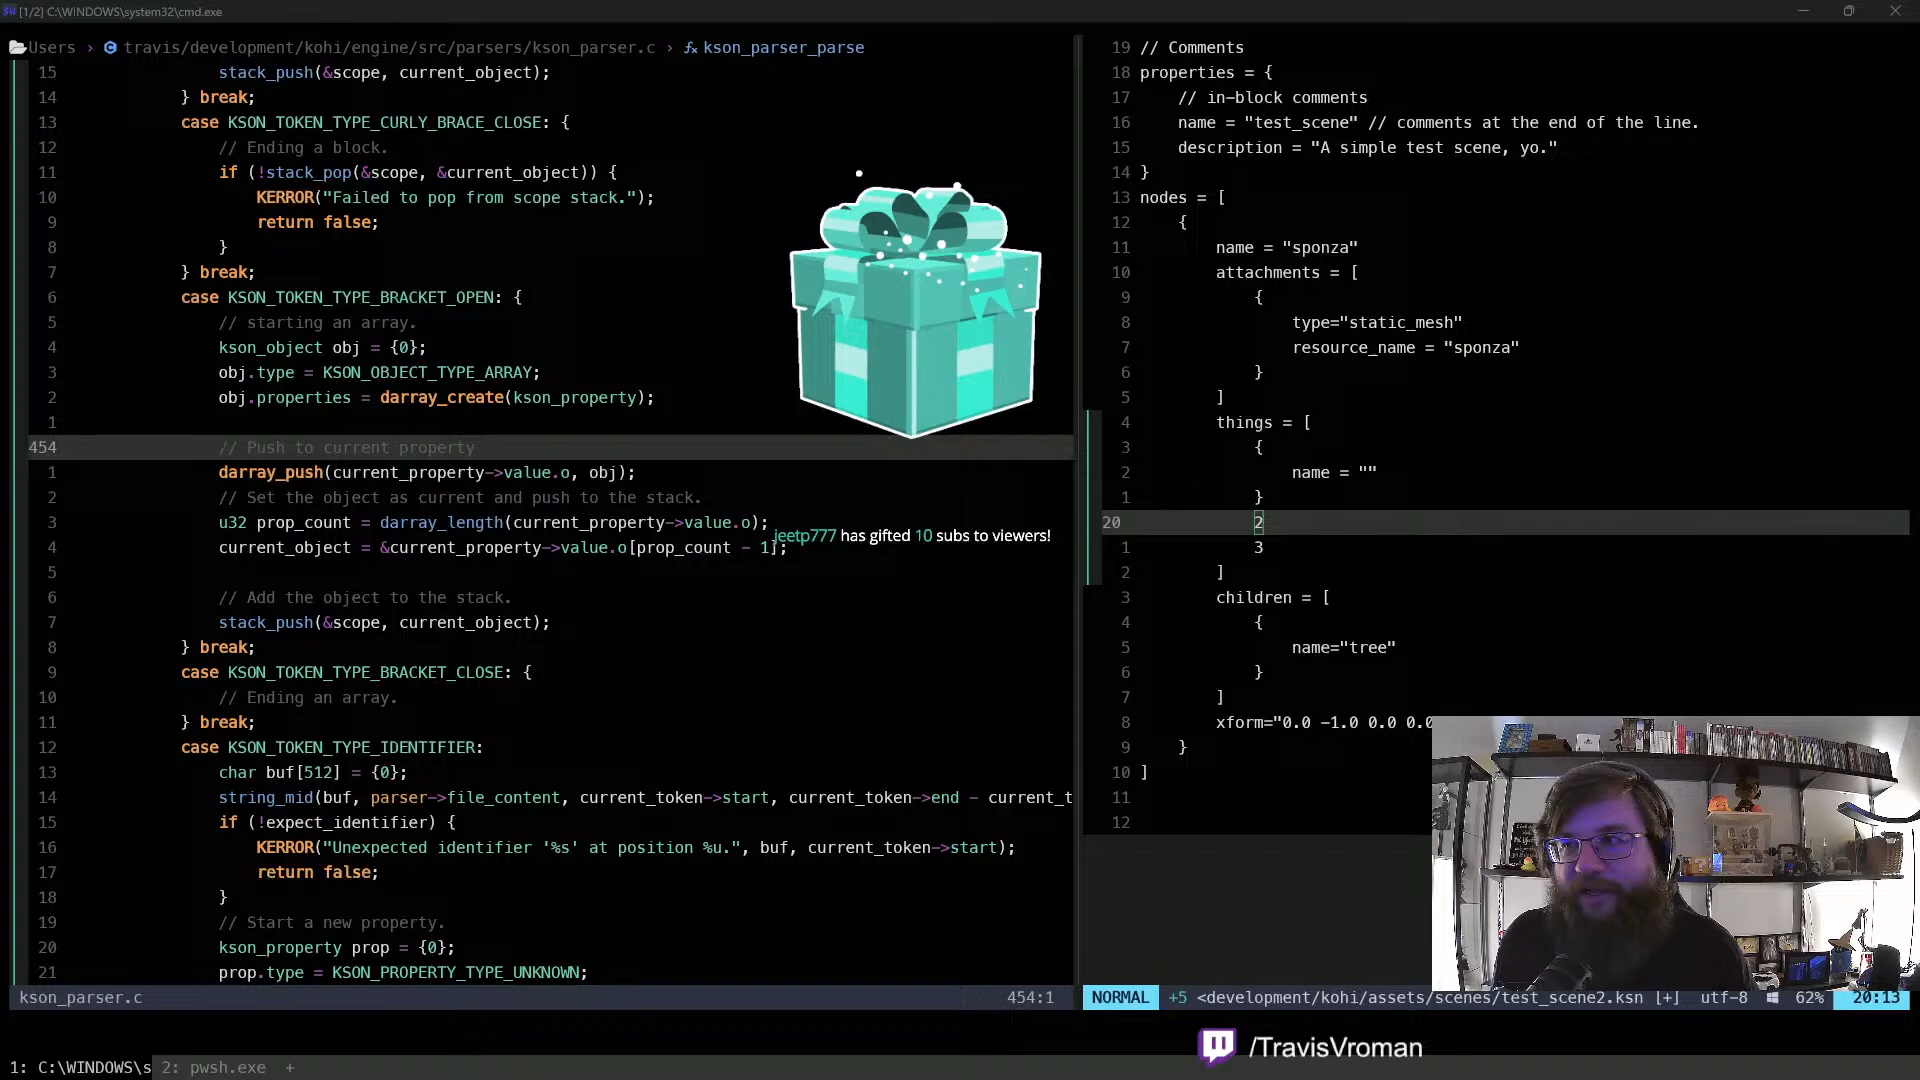 [1/2] C:\WINDOWS\system32\cmd.exe
Users › travis/development/kohi/engine/src/parsers/kson_parser.c › fx kson_parser_parse
15 stack_push(&scope, current_object);
14 } break;
13 case KSON_TOKEN_TYPE_CURLY_BRACE_CLOSE: {
12 // Ending a block.
11 if (!stack_pop(&scope, &current_object)) {
10 KERROR("Failed to pop from scope stack.");
9 return false;
8 }
7 } break;
6 case KSON_TOKEN_TYPE_BRACKET_OPEN: {
5 // starting an array.
4 kson_object obj = {0};
3 obj.type = KSON_OBJECT_TYPE_ARRAY;
2 obj.properties = darray_create(kson_property);
1
454 // Push to current property
1 darray_push(current_property->value.o, obj);
2 // Set the object as current and push to the stack.
3 u32 prop_count = darray_length(current_property->value.o);
4 current_object = &current_property->value.o[prop_count - 1];
5
6 // Add the object to the stack.
7 stack_push(&scope, current_object);
8 } break;
9 case KSON_TOKEN_TYPE_BRACKET_CLOSE: {
10 // Ending an array.
11 } break;
12 case KSON_TOKEN_TYPE_IDENTIFIER:
13 char buf[512] = {0};
14 string_mid(buf, parser->file_content, current_token->start, current_token->end - current_t
15 if (!expect_identifier) {
16 KERROR("Unexpected identifier '%s' at position %u.", buf, current_token->start);
17 return false;
18 }
19 // Start a new property.
20 kson_property prop = {0};
21 prop.type = KSON_PROPERTY_TYPE_UNKNOWN;
kson_parser.c 454:1
jeetp777 has gifted 10 subs to viewers!
19 // Comments
18 properties = {
17 // in-block comments
16 name = "test_scene" // comments at the end of the line.
15 description = "A simple test scene, yo."
14 }
13 nodes = [
12 {
11 name = "sponza"
10 attachments = [
9 {
8 type="static_mesh"
7 resource_name = "sponza"
6 }
5 ]
4 things = [
3 {
2 name = ""
1 }
20 2
1 3
2 ]
3 children = [
4 {
5 name="tree"
6 }
7 ]
8 xform="0.0 -1.0 0.0 0.0
9 }
10 ]
11
12
NORMAL +5 <development/kohi/assets/scenes/test_scene2.ksn [+] utf-8 62% 20:13
/TravisVroman
1: C:\WINDOWS\s 2: pwsh.exe +